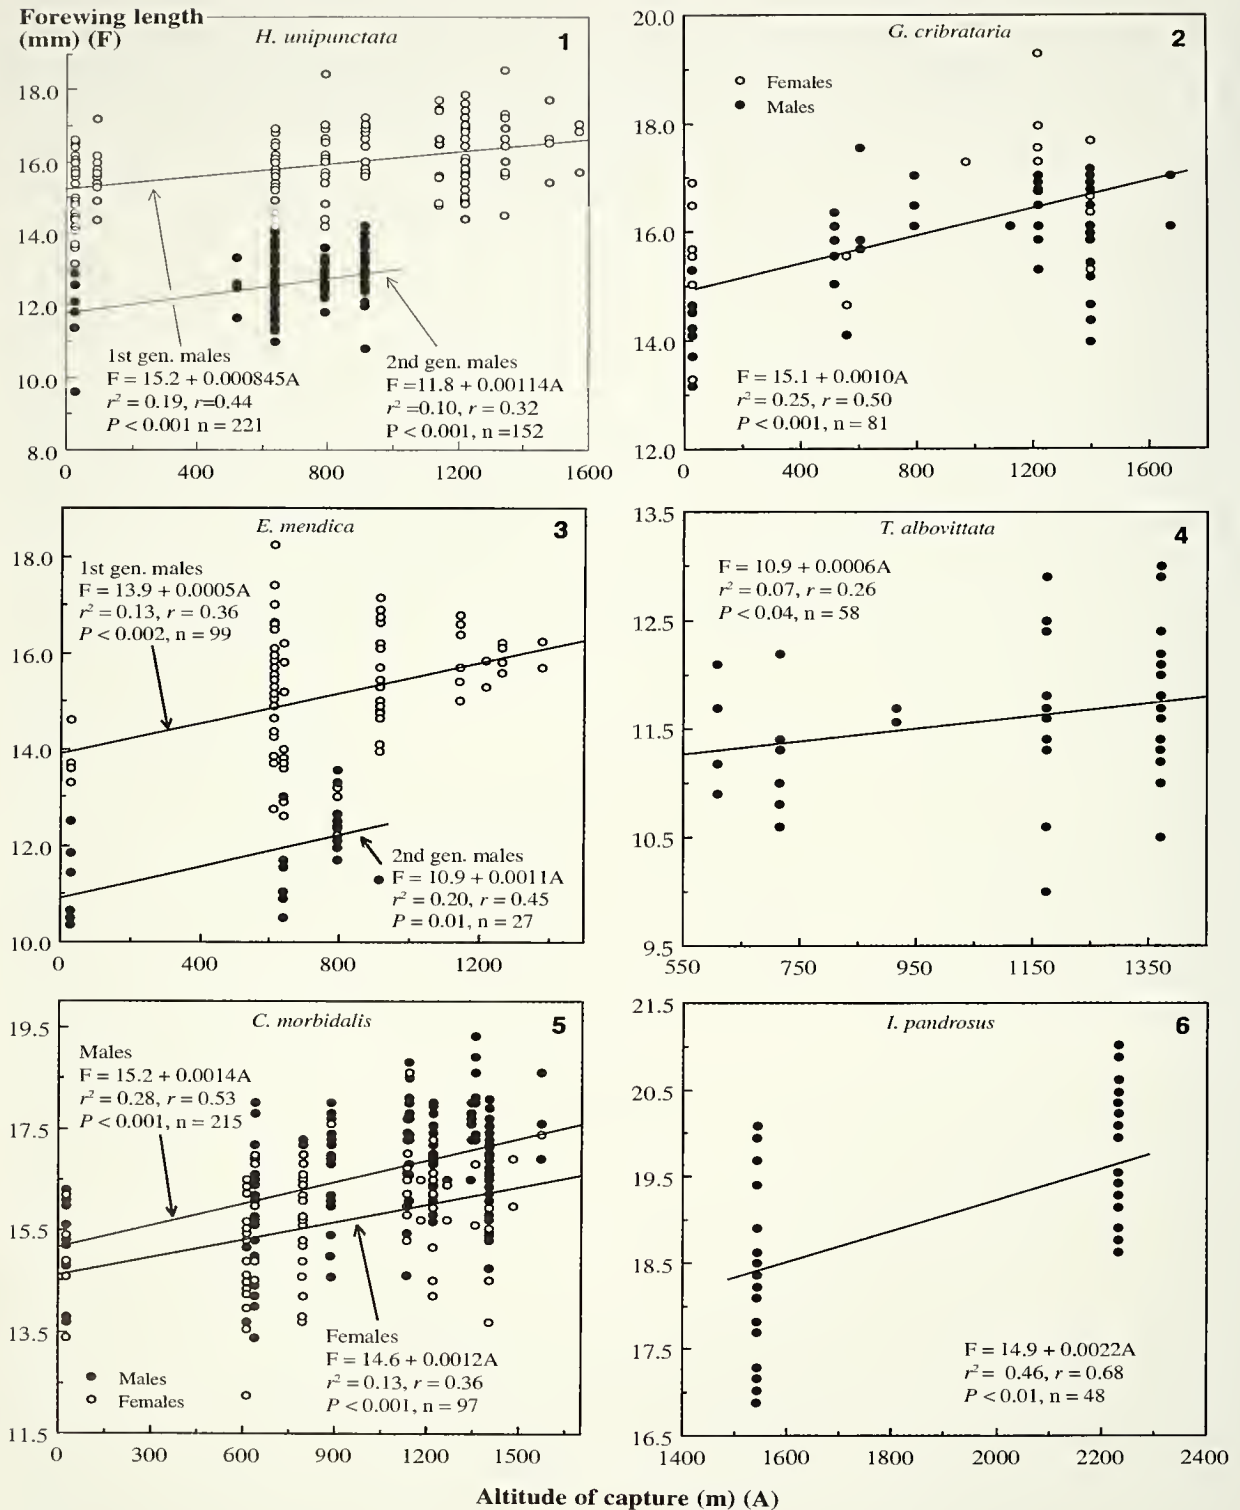 Forewing length
(mm) (F)
H. unipunctata
1
18.0
16.0
14.0
12.0
10.0
8.0
1st gen. males
F = 15.2 + 0.000845A
r² = 0.19, r=0.44
P < 0.001 n = 221
2nd gen. males
F =11.8 + 0.00114A
r² =0.10, r = 0.32
P < 0.001, n =152
0 400 800 1200 1600
G. cribrataria
2
20.0
18.0
16.0
14.0
12.0
Females
Males
F = 15.1 + 0.0010A
r² = 0.25, r = 0.50
P < 0.001, n = 81
0 400 800 1200 1600
E. mendica
3
18.0
16.0
14.0
12.0
10.0
1st gen. males
F = 13.9 + 0.0005A
r² = 0.13, r = 0.36
P < 0.002, n = 99
2nd gen. males
F = 10.9 + 0.0011A
r² = 0.20, r = 0.45
P = 0.01, n = 27
0 400 800 1200
T. albovittata
4
13.5
12.5
11.5
10.5
9.5
F = 10.9 + 0.0006A
r² = 0.07, r = 0.26
P < 0.04, n = 58
550 750 950 1150 1350
C. morbidalis
5
19.5
17.5
15.5
13.5
11.5
Males
F = 15.2 + 0.0014A
r² = 0.28, r = 0.53
P < 0.001, n = 215
Females
F = 14.6 + 0.0012A
r² = 0.13, r = 0.36
P < 0.001, n = 97
Males
Females
0 300 600 900 1200 1500
I. pandrosus
6
21.5
20.5
19.5
18.5
17.5
16.5
F = 14.9 + 0.0022A
r² = 0.46, r = 0.68
P < 0.01, n = 48
1400 1600 1800 2000 2200 2400
Altitude of capture (m) (A)